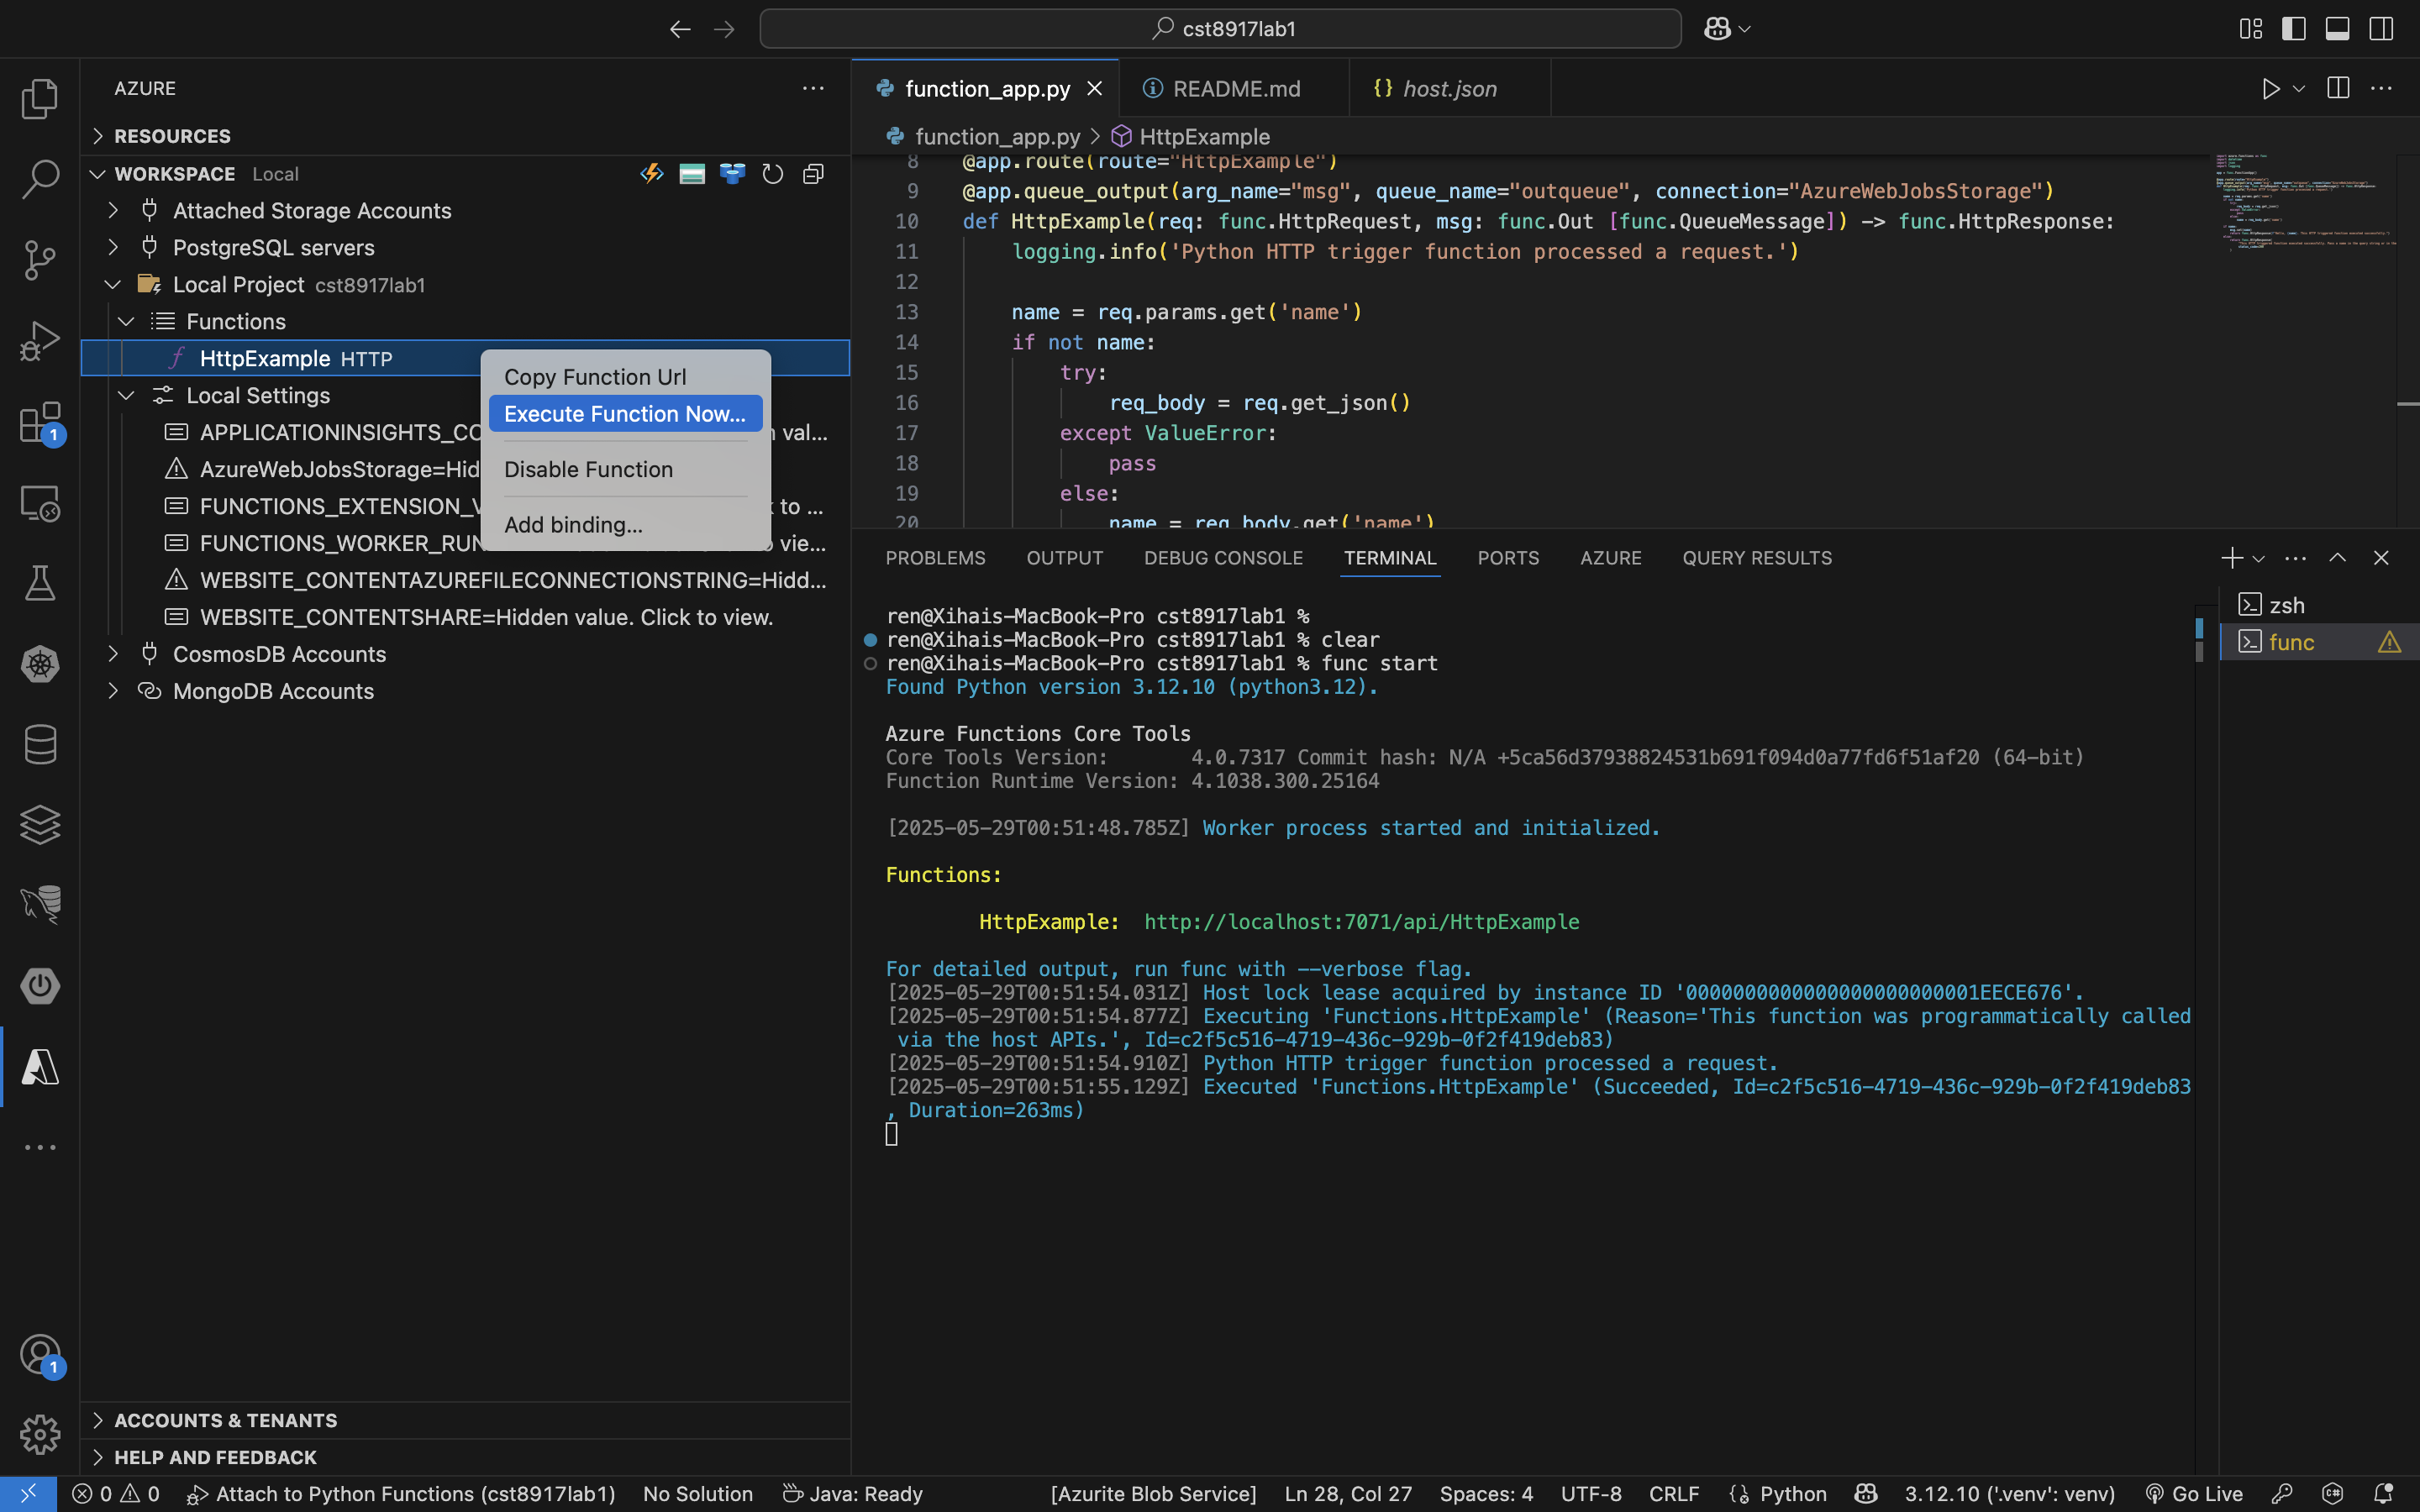 cst8917lab1
AZURE
RESOURCES
WORKSPACE Local
Attached Storage Accounts
PostgreSQL servers
Local Project cst8917lab1
Functions
HttpExample HTTP
Local Settings
APPLICATIONINSIGHTS_CO val...
AzureWebJobsStorage=Hid
FUNCTIONS_EXTENSION_V to ...
FUNCTIONS_WORKER_RUN vie...
WEBSITE_CONTENTAZUREFILECONNECTIONSTRING=Hidd...
WEBSITE_CONTENTSHARE=Hidden value. Click to view.
CosmosDB Accounts
MongoDB Accounts
Copy Function Url
Execute Function Now...
Disable Function
Add binding...
ACCOUNTS & TENANTS
HELP AND FEEDBACK
1
1
function_app.py README.md {} host.json
function_app.py > HttpExample
8 @app.route(route="HttpExample")
9 @app.queue_output(arg_name="msg", queue_name="outqueue", connection="AzureWebJobsStorage")
10 def HttpExample(req: func.HttpRequest, msg: func.Out [func.QueueMessage]) -> func.HttpResponse:
11 logging.info('Python HTTP trigger function processed a request.')
12
13 name = req.params.get('name')
14 if not name:
15 try:
16 req_body = req.get_json()
17 except ValueError:
18 pass
19 else:
20 name = req_body.get('name')
PROBLEMS OUTPUT DEBUG CONSOLE TERMINAL PORTS AZURE QUERY RESULTS
zsh
func
ren@Xihais-MacBook-Pro cst8917lab1 %
ren@Xihais-MacBook-Pro cst8917lab1 % clear
ren@Xihais-MacBook-Pro cst8917lab1 % func start
Found Python version 3.12.10 (python3.12).
Azure Functions Core Tools
Core Tools Version: 4.0.7317 Commit hash: N/A +5ca56d37938824531b691f094d0a77fd6f51af20 (64-bit)
Function Runtime Version: 4.1038.300.25164
[2025-05-29T00:51:48.785Z] Worker process started and initialized.
Functions:
HttpExample: http://localhost:7071/api/HttpExample
For detailed output, run func with --verbose flag.
[2025-05-29T00:51:54.031Z] Host lock lease acquired by instance ID '0000000000000000000000001EECE676'.
[2025-05-29T00:51:54.877Z] Executing 'Functions.HttpExample' (Reason='This function was programmatically called
via the host APIs.', Id=c2f5c516-4719-436c-929b-0f2f419deb83)
[2025-05-29T00:51:54.910Z] Python HTTP trigger function processed a request.
[2025-05-29T00:51:55.129Z] Executed 'Functions.HttpExample' (Succeeded, Id=c2f5c516-4719-436c-929b-0f2f419deb83
, Duration=263ms)
0 0 Attach to Python Functions (cst8917lab1) No Solution Java: Ready [Azurite Blob Service] Ln 28, Col 27 Spaces: 4 UTF-8 CRLF Python 3.12.10 ('.venv': venv) Go Live